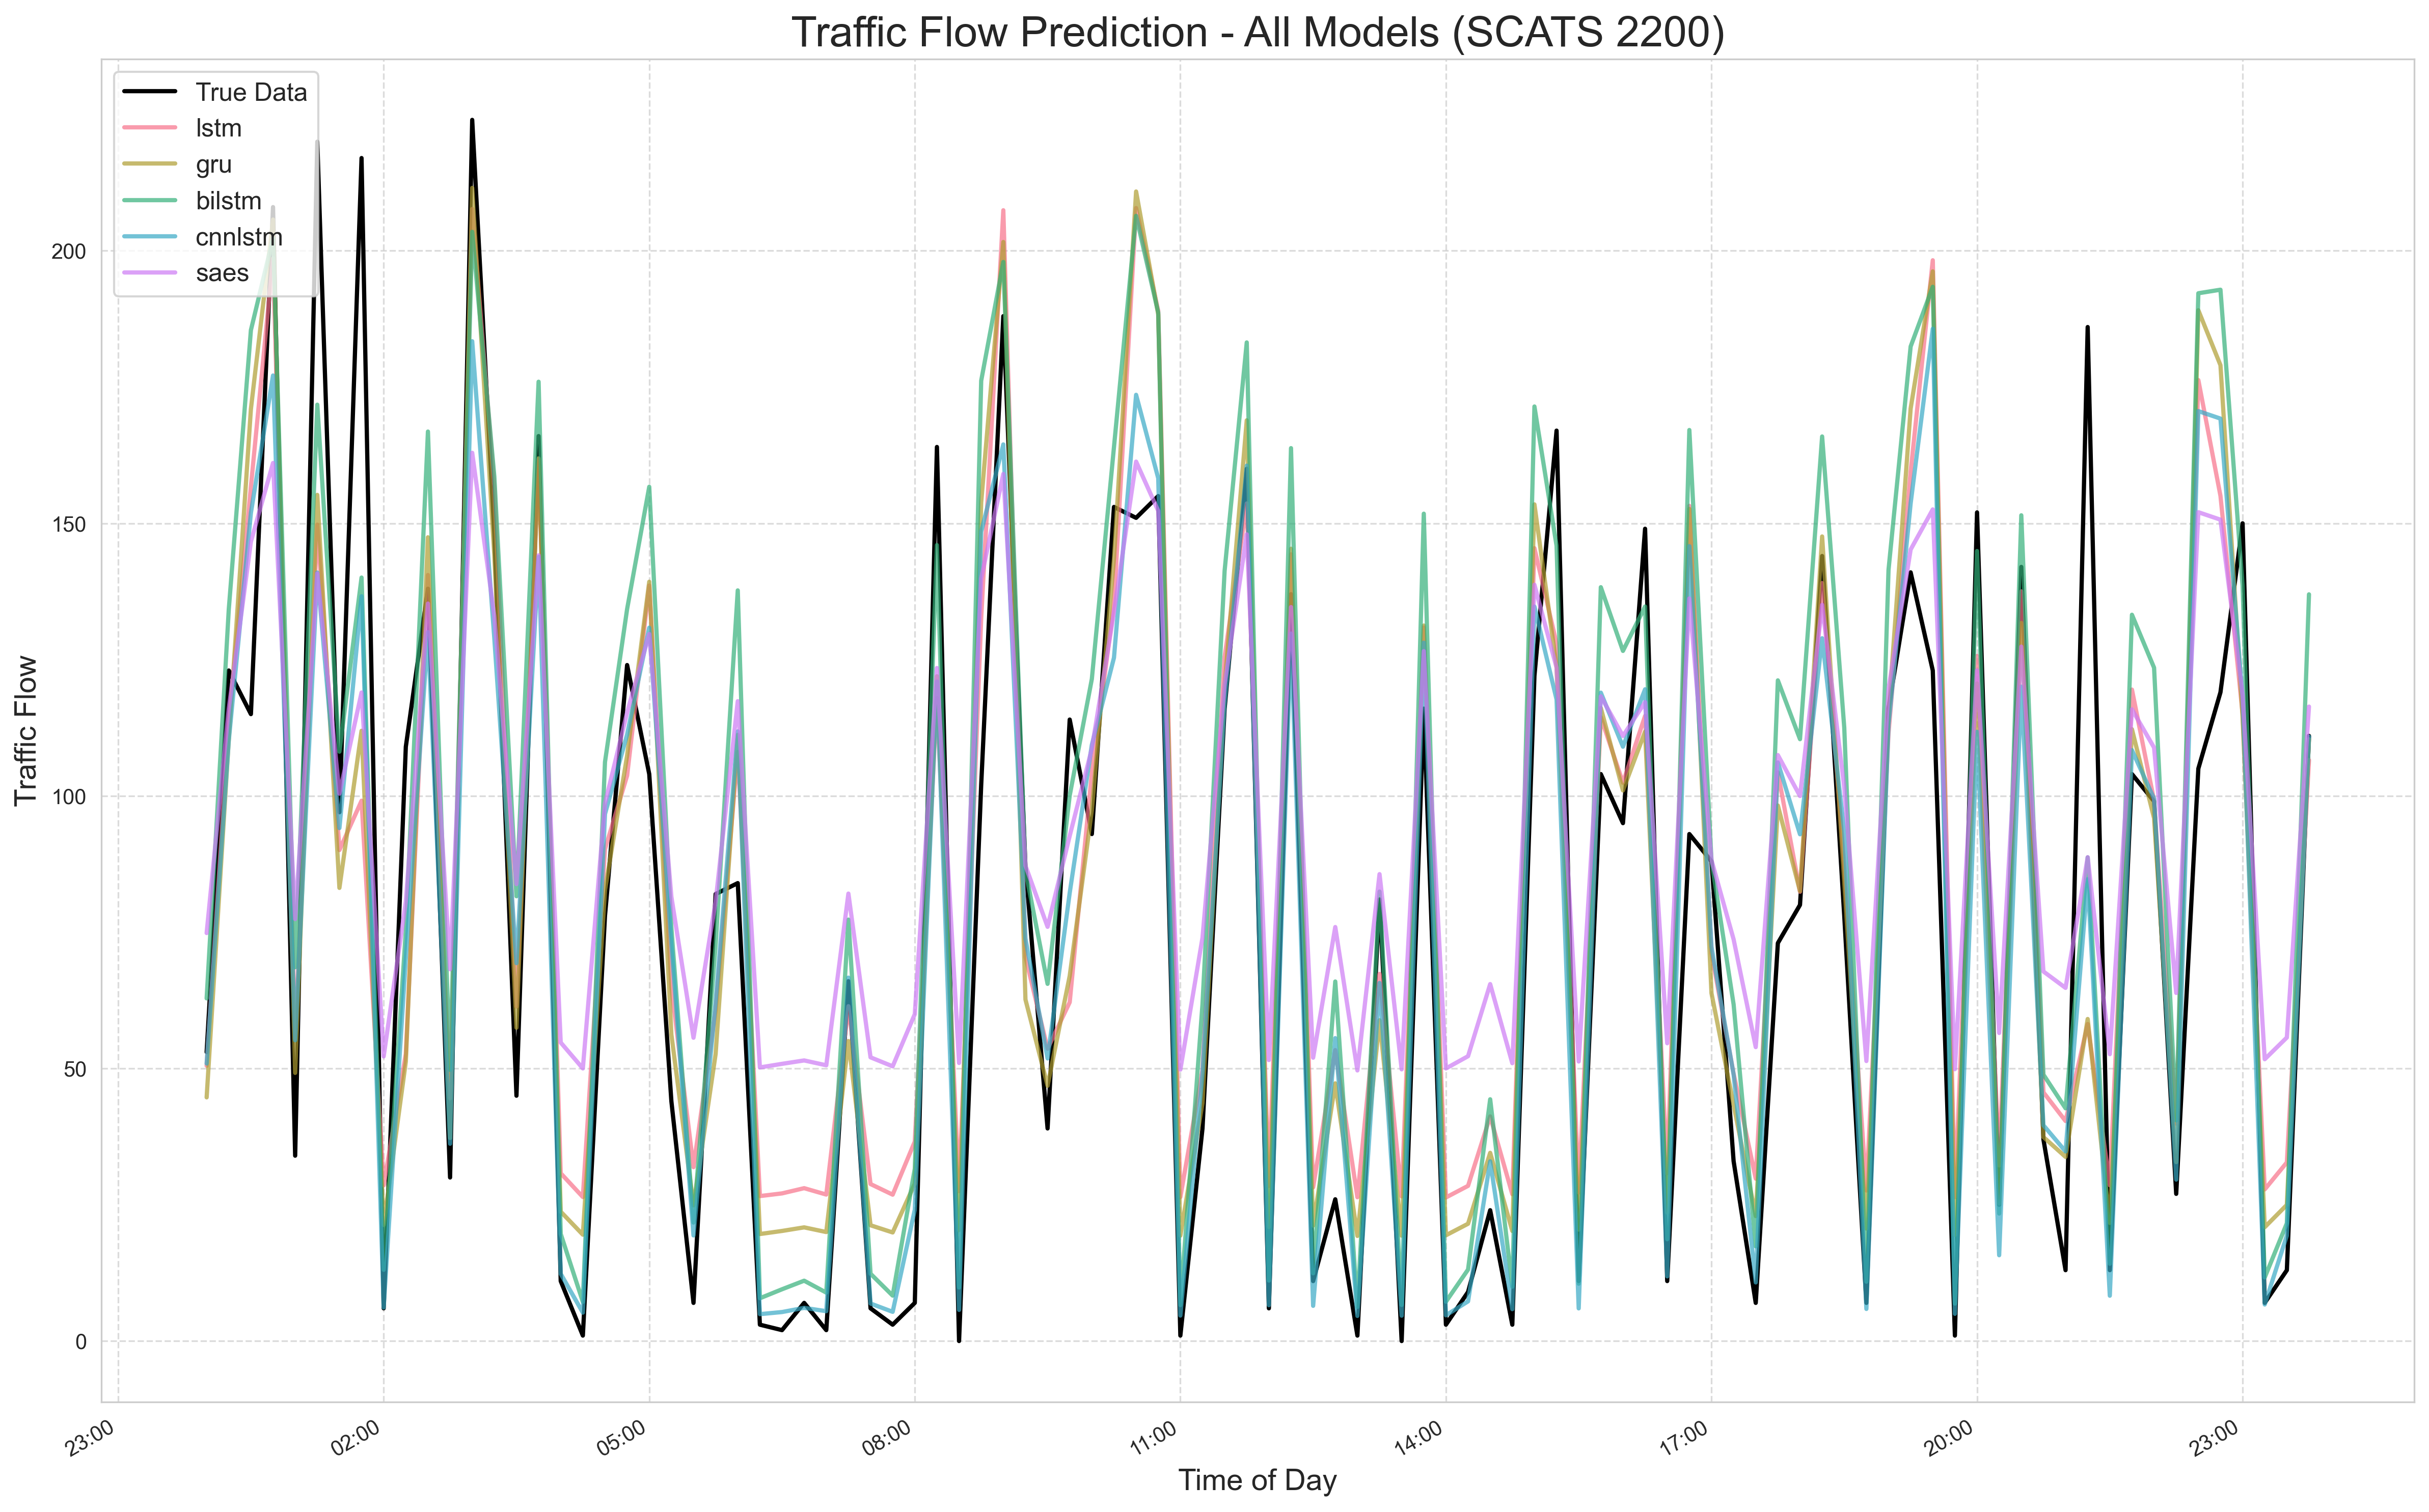 Traffic Flow Prediction - All Models (SCATS 2200)
True Data
lstm
gru
bilstm
cnnlstm
saes
Traffic Flow
200
150
100
50
0
23:00
02:00
05:00
08:00
11:00
14:00
17:00
20:00
23:00
Time of Day